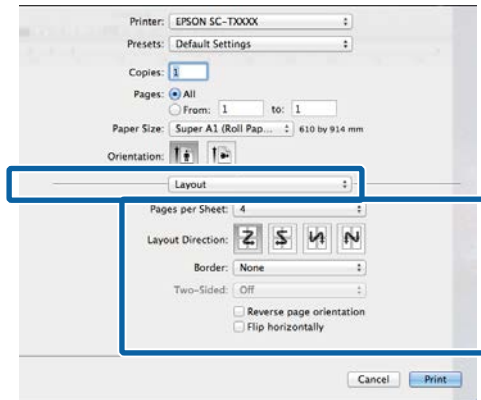 Printer: EPSON SC-TXXXX
Presets: Default Settings
Copies: 1
Pages: All
From: 1 to: 1
Paper Size: Super A1 (Roll Pap... 610 by 914 mm
Orientation:
Layout
Pages per Sheet: 4
Layout Direction:
Border: None
Two-Sided: Off
Reverse page orientation
Flip horizontally
Cancel Print